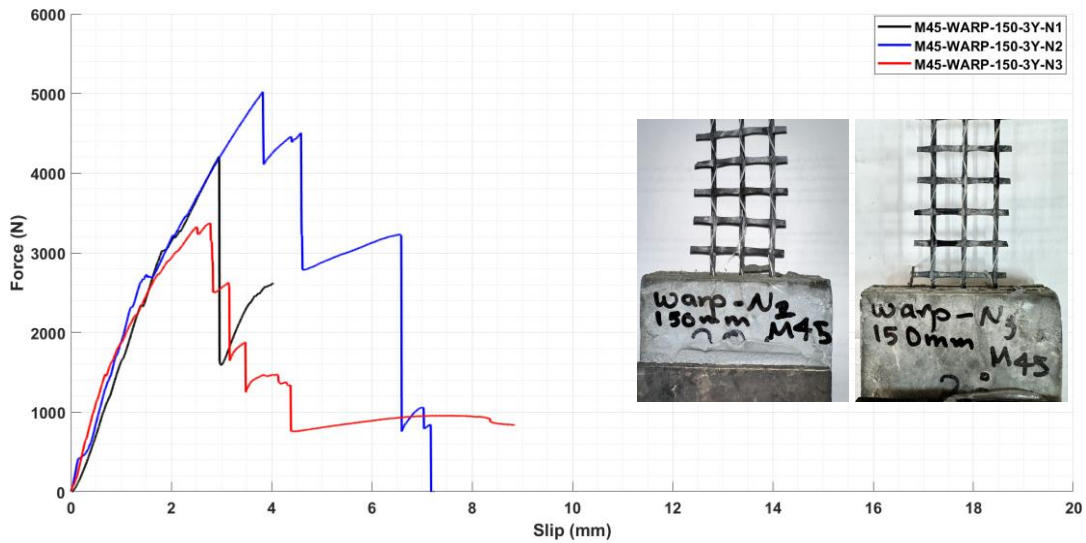 6000
5000
4000
3000
2000
1000
0
Force (N)
0 2 4 6 8 10 12 14 16 18 20
Slip (mm)
M45-WARP-150-3Y-N1
M45-WARP-150-3Y-N2
M45-WARP-150-3Y-N3
warp-N2
150mm M45
warp-N3
150mm
M45